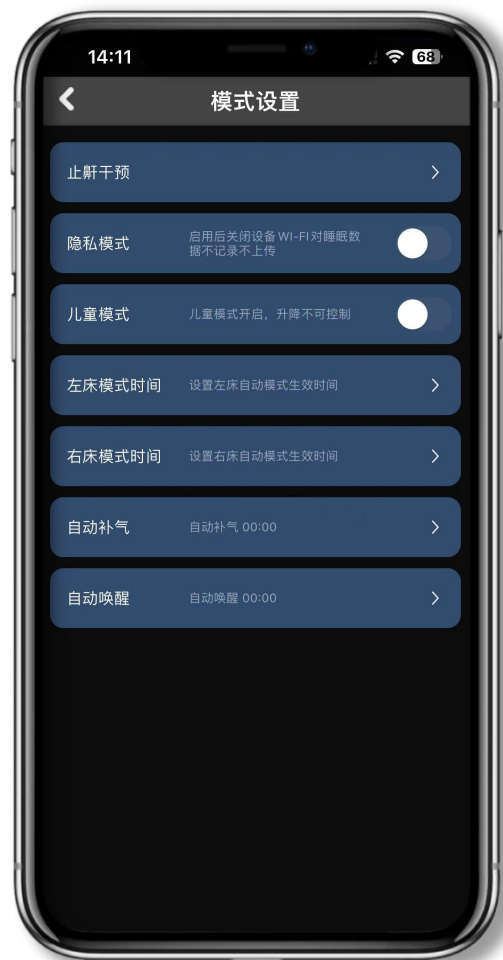 14:11
68
模式设置
止鼾干预
隐私模式
启用后关闭设备WI-FI对睡眠数
据不记录不上传
儿童模式
儿童模式开启，升降不可控制
左床模式时间
设置左床自动模式生效时间
右床模式时间
设置右床自动模式生效时间
自动补气
自动补气 00:00
自动唤醒
自动唤醒 00:00